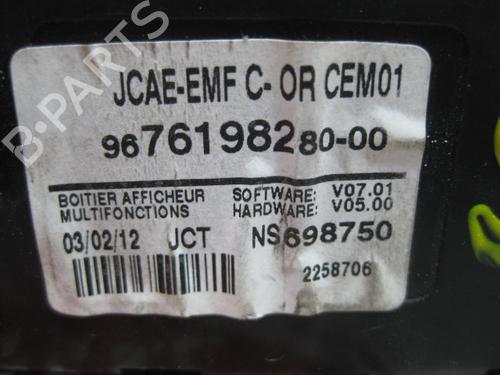 JCAE-EMF C- OR CEM01
9676198280-00
BOITIER AFFICHEUR SOFTWARE: V07.01
MULTIFONCTIONS HARDWARE: V05.00
03/02/12 JCT NS698750
2258706
B-PARTS